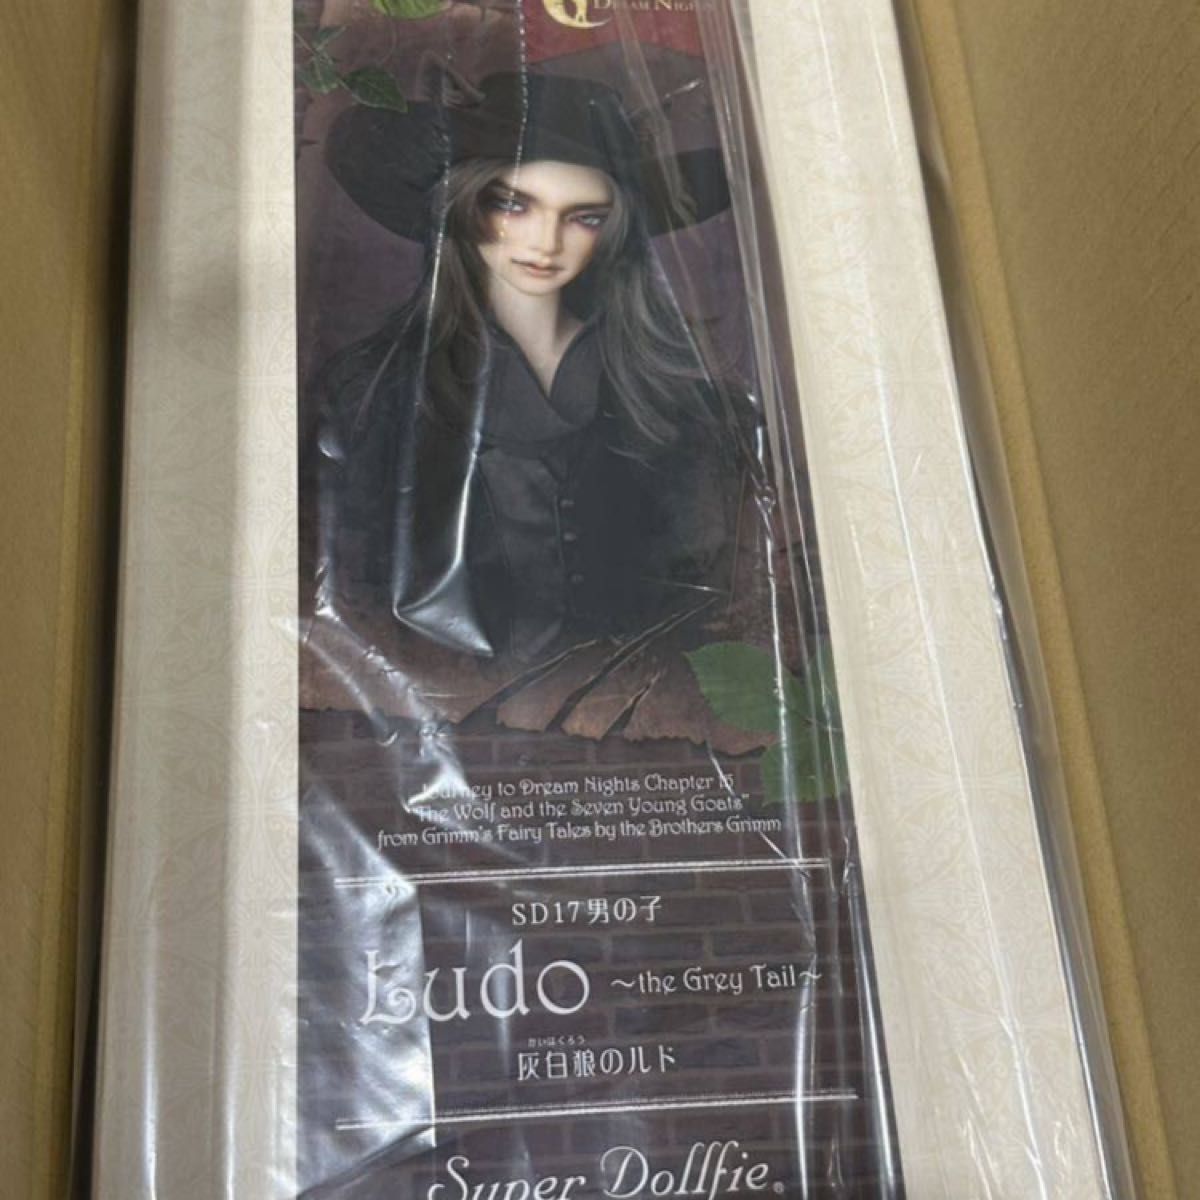 Dream Nights
Journey to Dream Nights Chapter 15
"The Wolf and the Seven Young Goats"
from Grimm's Fairy Tales by the Brothers Grimm
SD17男の子
Ludo ～the Grey Tail～
かいはくろう
灰白狼のルド
Super Dollfie®